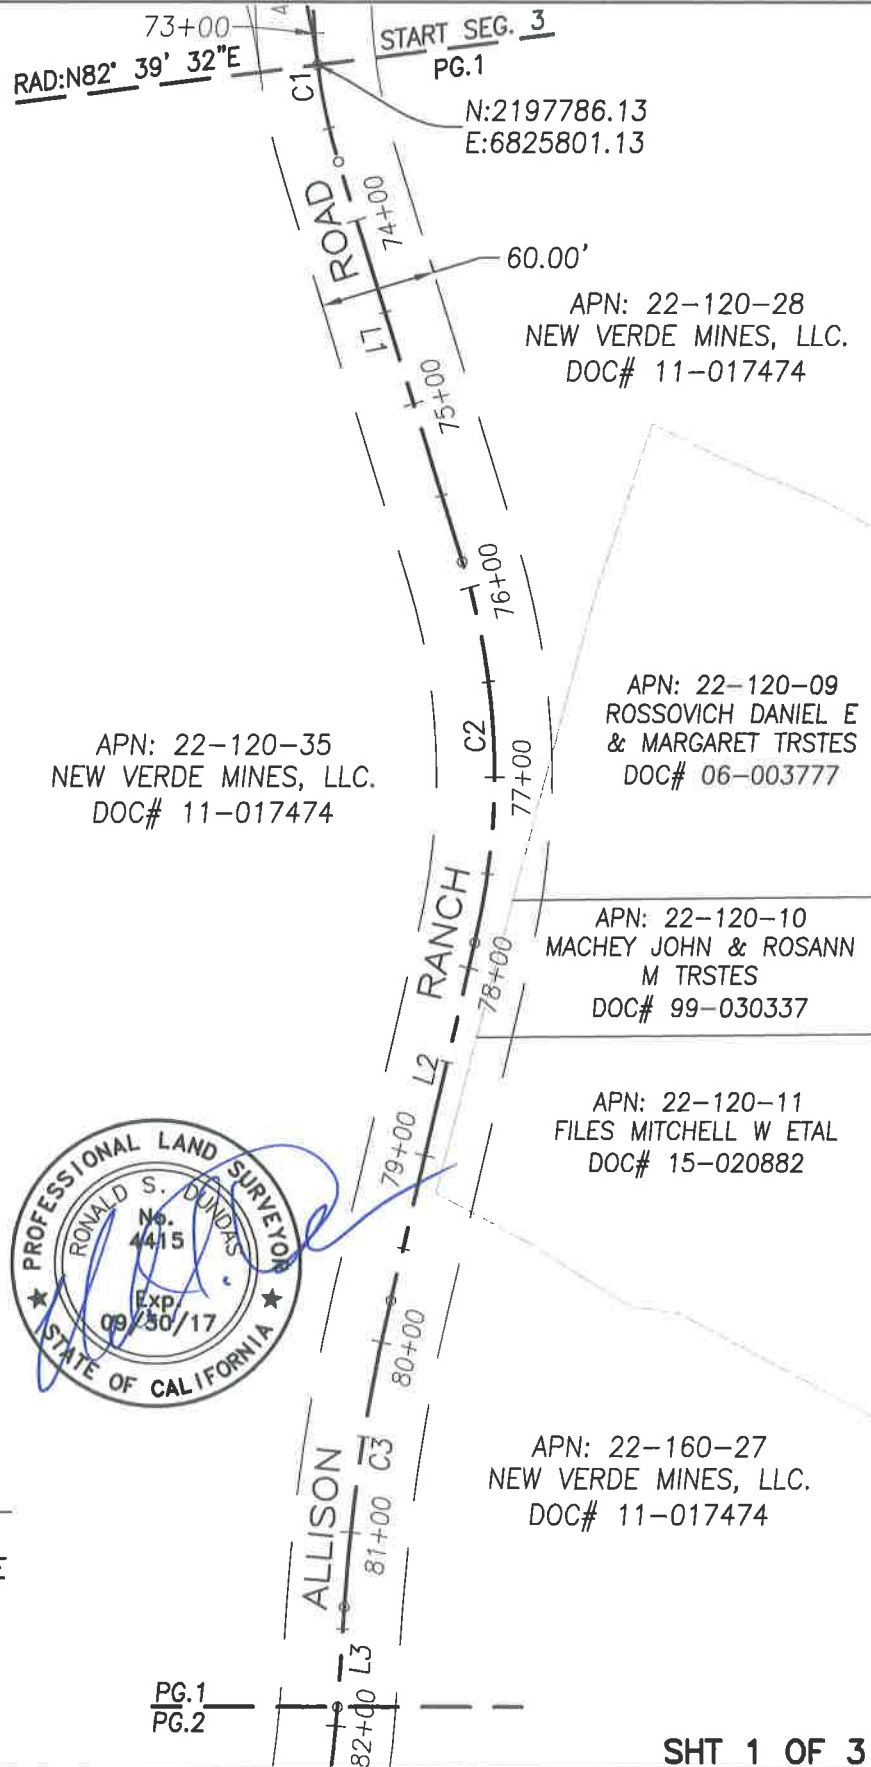 73+00
START SEG. 3
RAD:N82° 39' 32"E
PG.1
C1
N:2197786.13
E:6825801.13
ROAD
74+00
60.00'
APN: 22-120-28
NEW VERDE MINES, LLC.
DOC# 11-017474
L1
75+00
76+00
APN: 22-120-09
ROSSOVICH DANIEL E
& MARGARET TRSTES
DOC# 06-003777
C2
APN: 22-120-35
NEW VERDE MINES, LLC.
DOC# 11-017474
77+00
RANCH
APN: 22-120-10
MACHEY JOHN & ROSANN
M TRSTES
DOC# 99-030337
78+00
L2
APN: 22-120-11
FILES MITCHELL W ETAL
DOC# 15-020882
79+00
PROFESSIONAL LAND SURVEYOR
RONALD S. DUNDAS
No.
4415
Exp.
09/30/17
★ STATE OF CALIFORNIA ★
80+00
APN: 22-160-27
NEW VERDE MINES, LLC.
DOC# 11-017474
C3
ALLISON
81+00
E
L3
PG.1
PG.2
82+00
SHT 1 OF 3